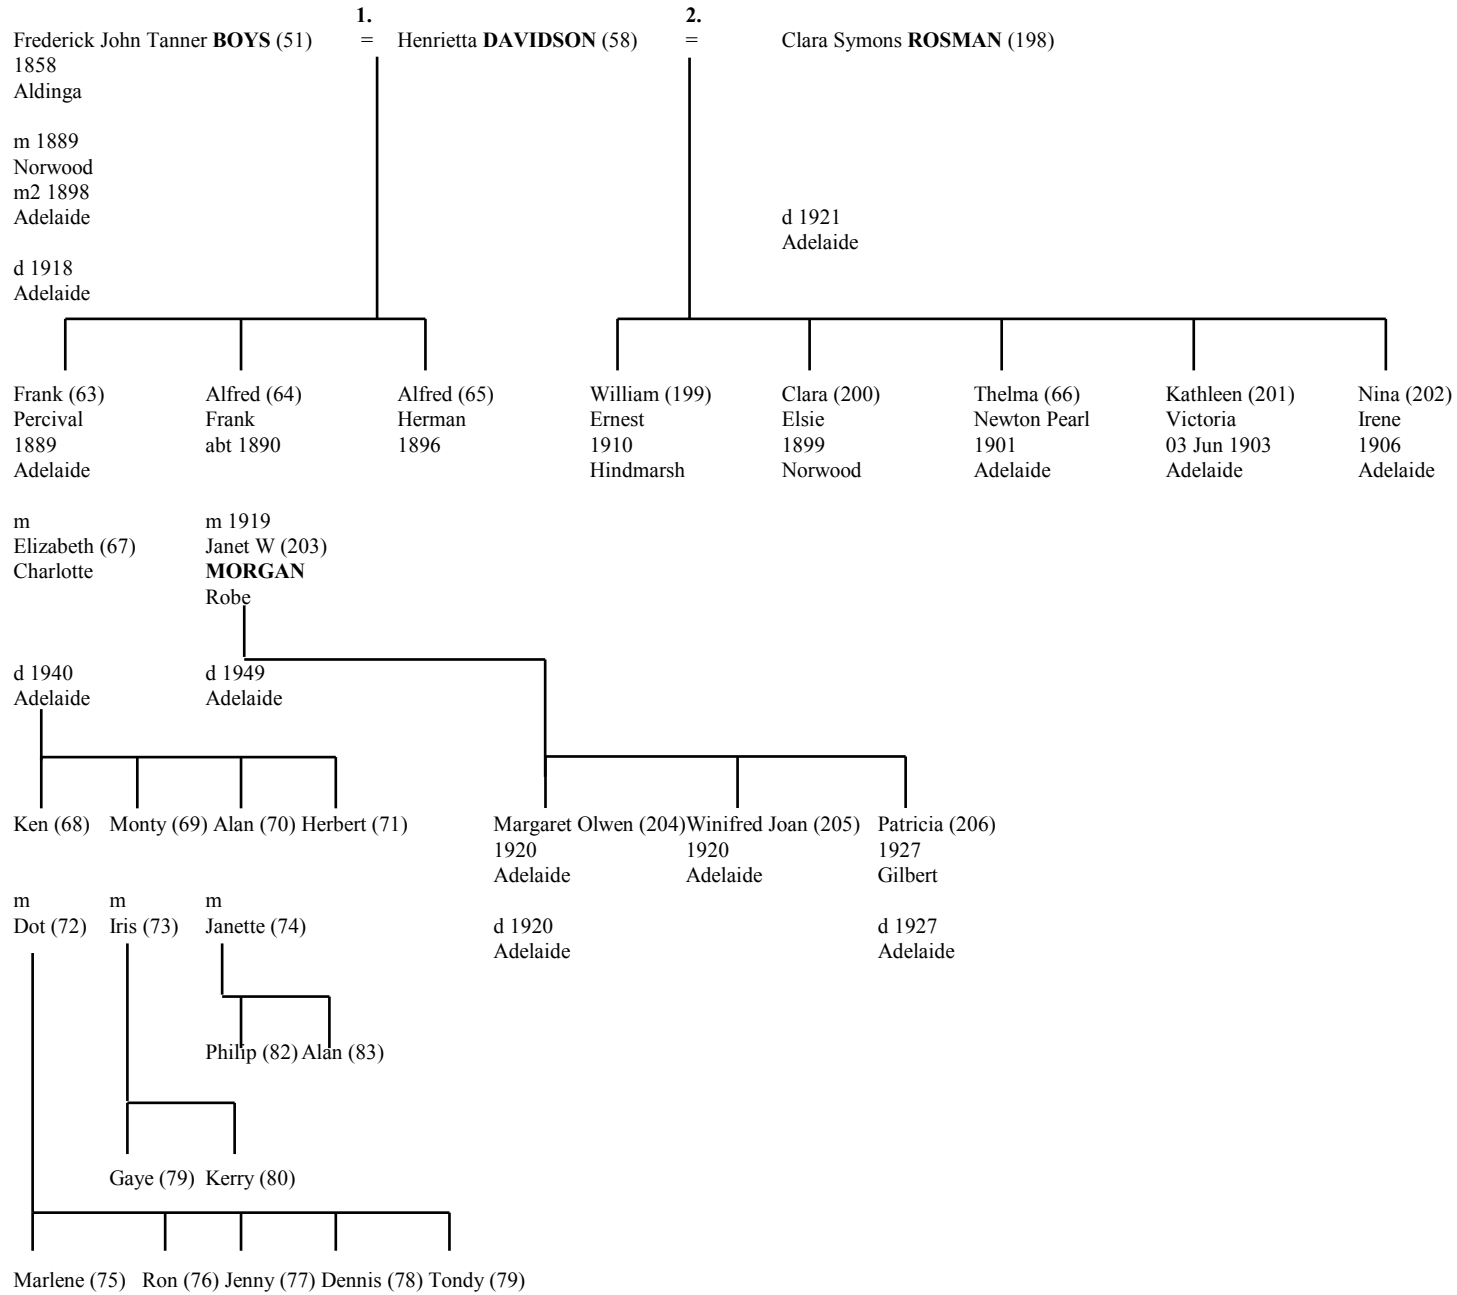 1. 2.
Frederick John Tanner BOYS (51) = Henrietta DAVIDSON (58) = Clara Symons ROSMAN (198)
1858
Aldinga
m 1889
Norwood
m2 1898
Adelaide d 1921
Adelaide
d 1918
Adelaide
Frank (63) Alfred (64) Alfred (65) William (199) Clara (200) Thelma (66) Kathleen (201) Nina (202)
Percival Frank Herman Ernest Elsie Newton Pearl Victoria Irene
1889 abt 1890 1896 1910 1899 1901 03 Jun 1903 1906
Adelaide Hindmarsh Norwood Adelaide Adelaide Adelaide
m m 1919
Elizabeth (67) Janet W (203)
Charlotte MORGAN
Robe
d 1940 d 1949
Adelaide Adelaide
Ken (68) Monty (69) Alan (70) Herbert (71) Margaret Olwen (204) Winifred Joan (205) Patricia (206)
1920 1920 1927
Adelaide Adelaide Gilbert
m m m
Dot (72) Iris (73) Janette (74) d 1920 d 1927
Adelaide Adelaide
Philip (82) Alan (83)
Gaye (79) Kerry (80)
Marlene (75) Ron (76) Jenny (77) Dennis (78) Tondy (79)